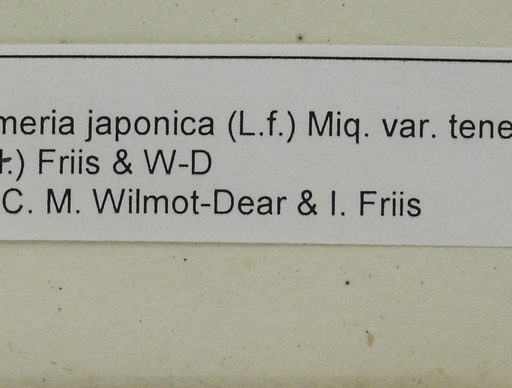 meria japonica (L.f.) Miq. var. tene
.) Friis & W-D
C. M. Wilmot-Dear & I. Friis